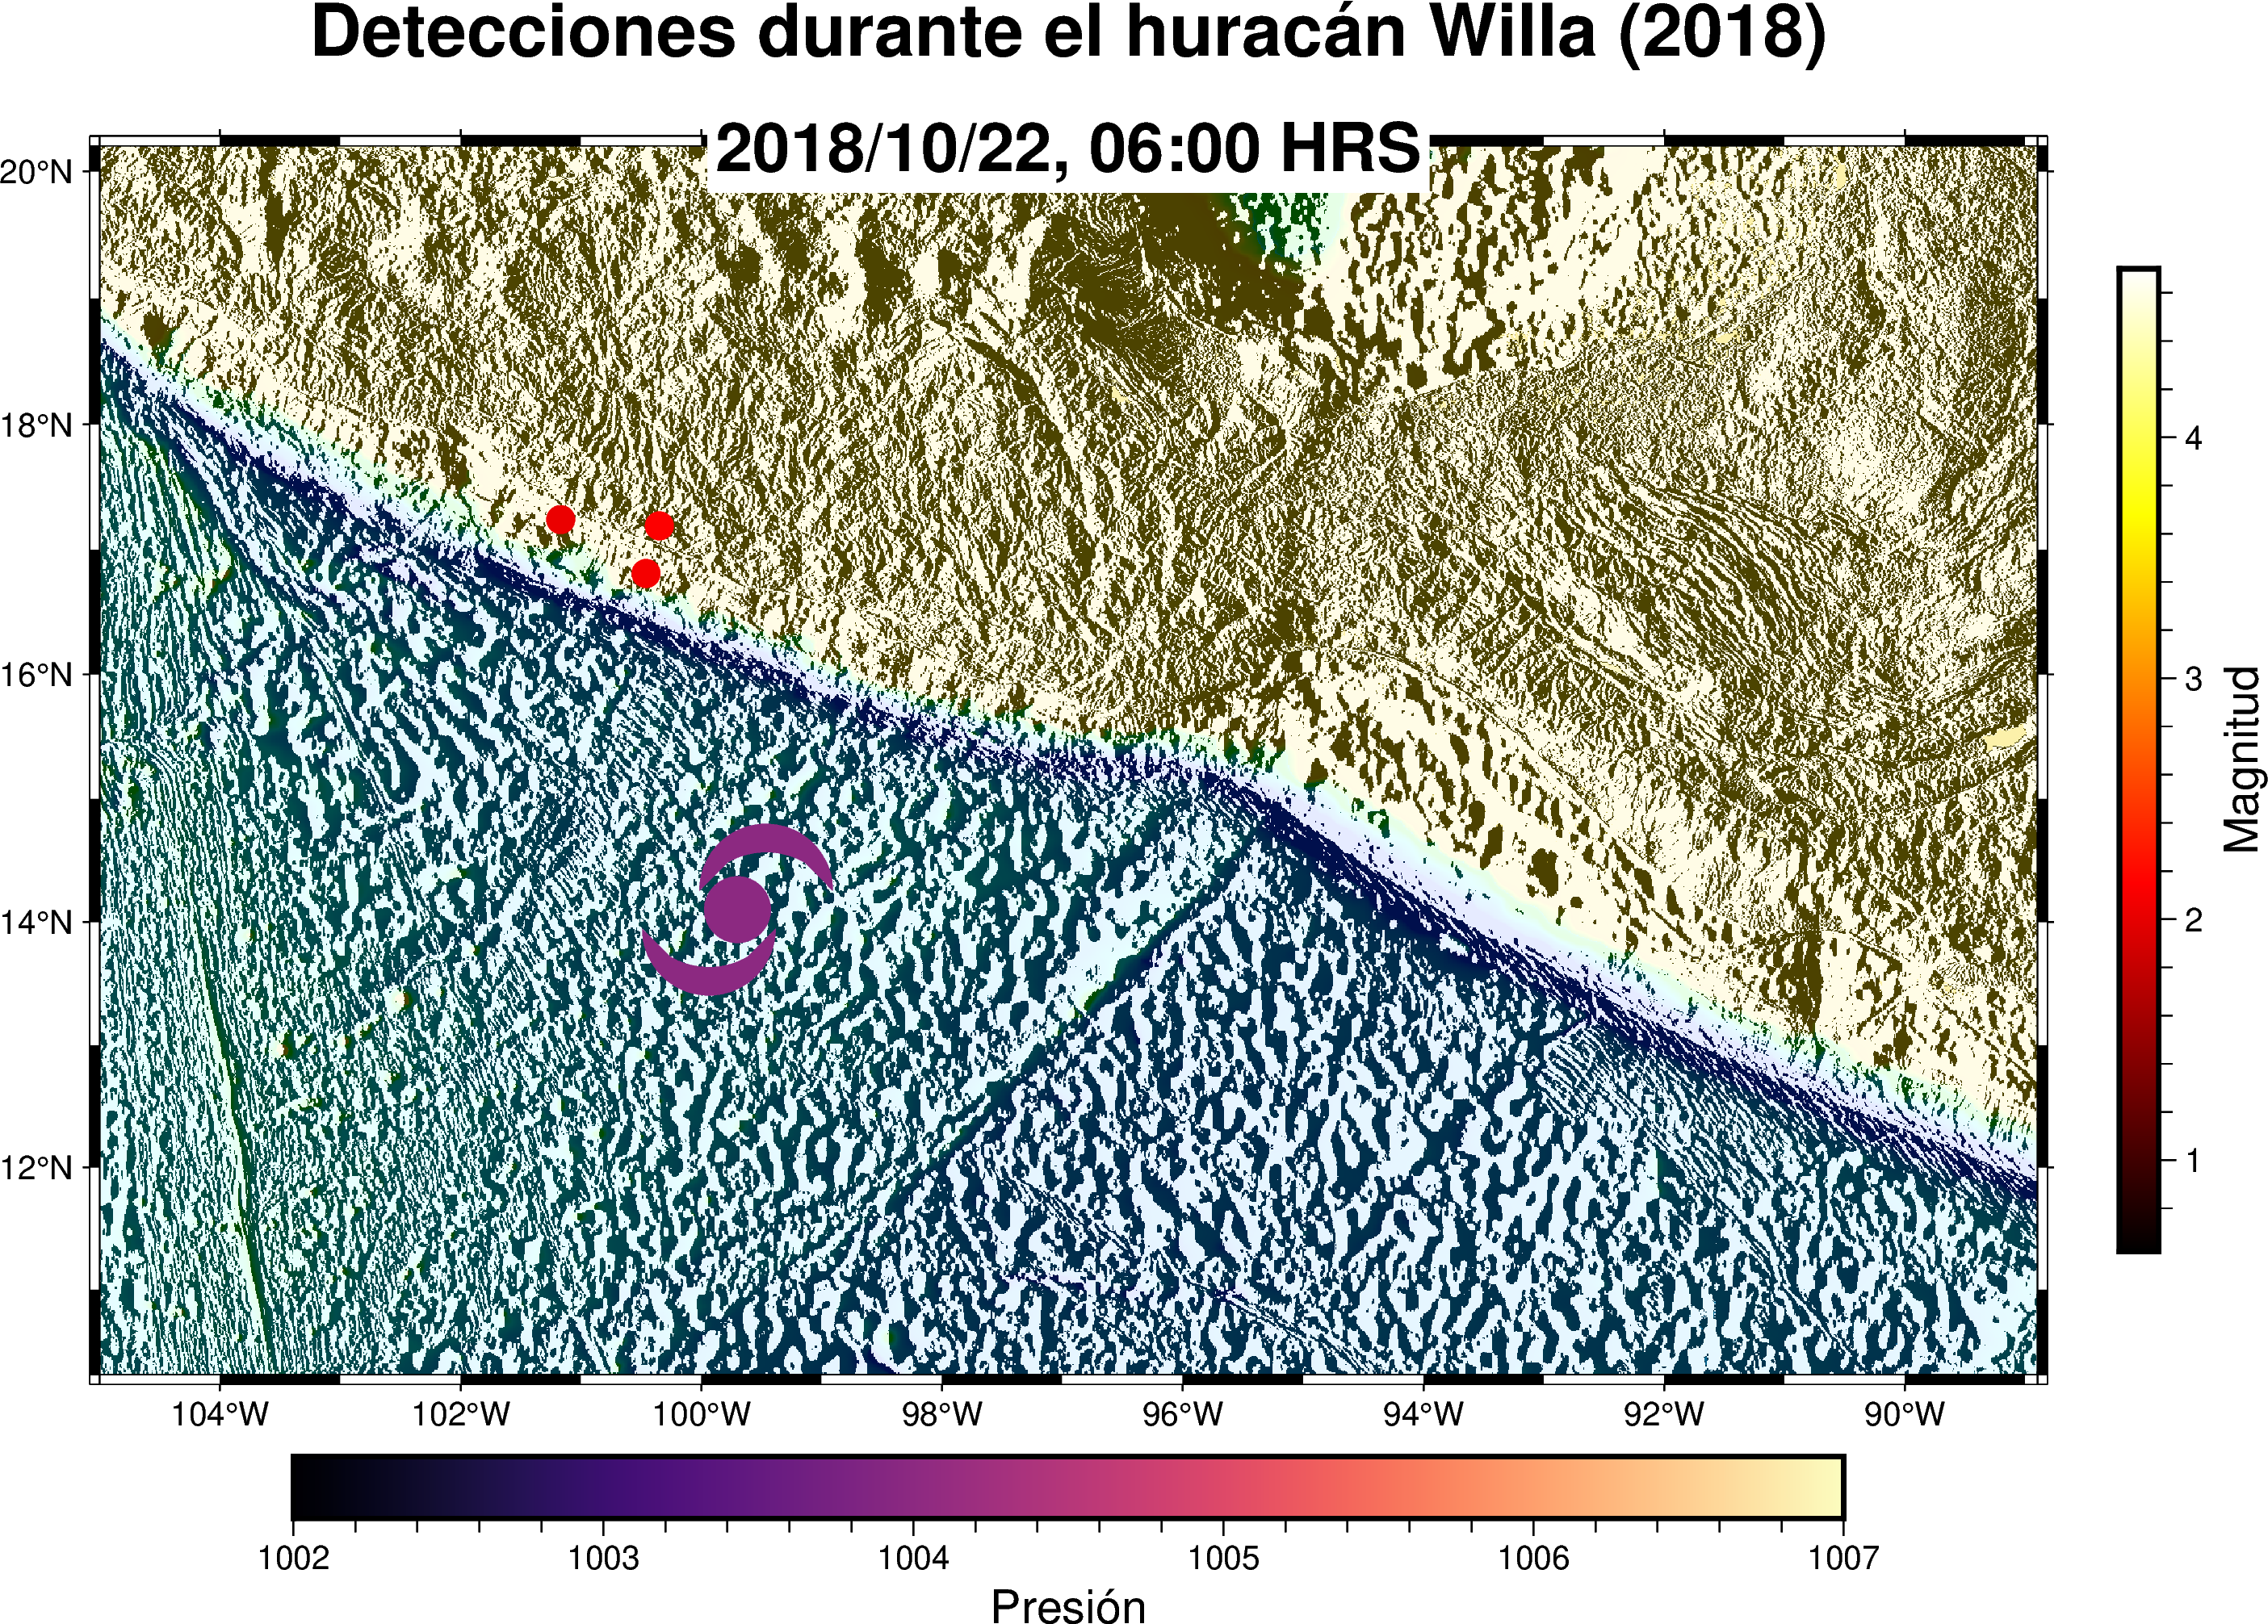 Detecciones durante el huracán Willa (2018)
2018/10/22, 06:00 HRS
20°N
18°N
16°N
14°N
12°N
104°W 102°W 100°W 98°W 96°W 94°W 92°W 90°W
4
3
2
1
Magnitud
1002 1003 1004 1005 1006 1007
Presión